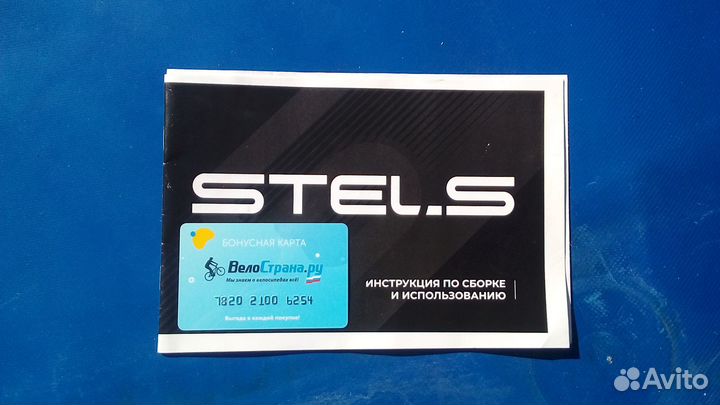 STELS
БОНУСНАЯ КАРТА
ВелоСтрана.ру
Мы знаем о велосипедах всё!
7820 2100 6254
Выгода в каждой покупке!
ИНСТРУКЦИЯ ПО СБОРКЕ
И ИСПОЛЬЗОВАНИЮ
Avito